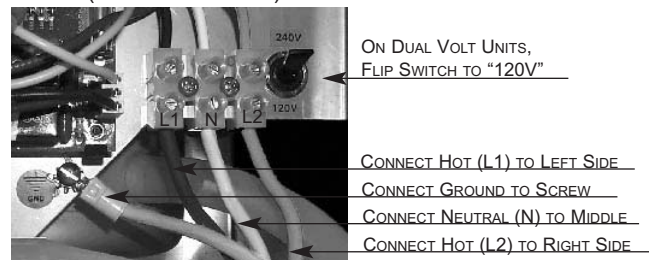 240V
120V
L1 N L2
GND
ON DUAL VOLT UNITS,
FLIP SWITCH TO “120V”
CONNECT HOT (L1) TO LEFT SIDE
CONNECT GROUND TO SCREW
CONNECT NEUTRAL (N) TO MIDDLE
CONNECT HOT (L2) TO RIGHT SIDE